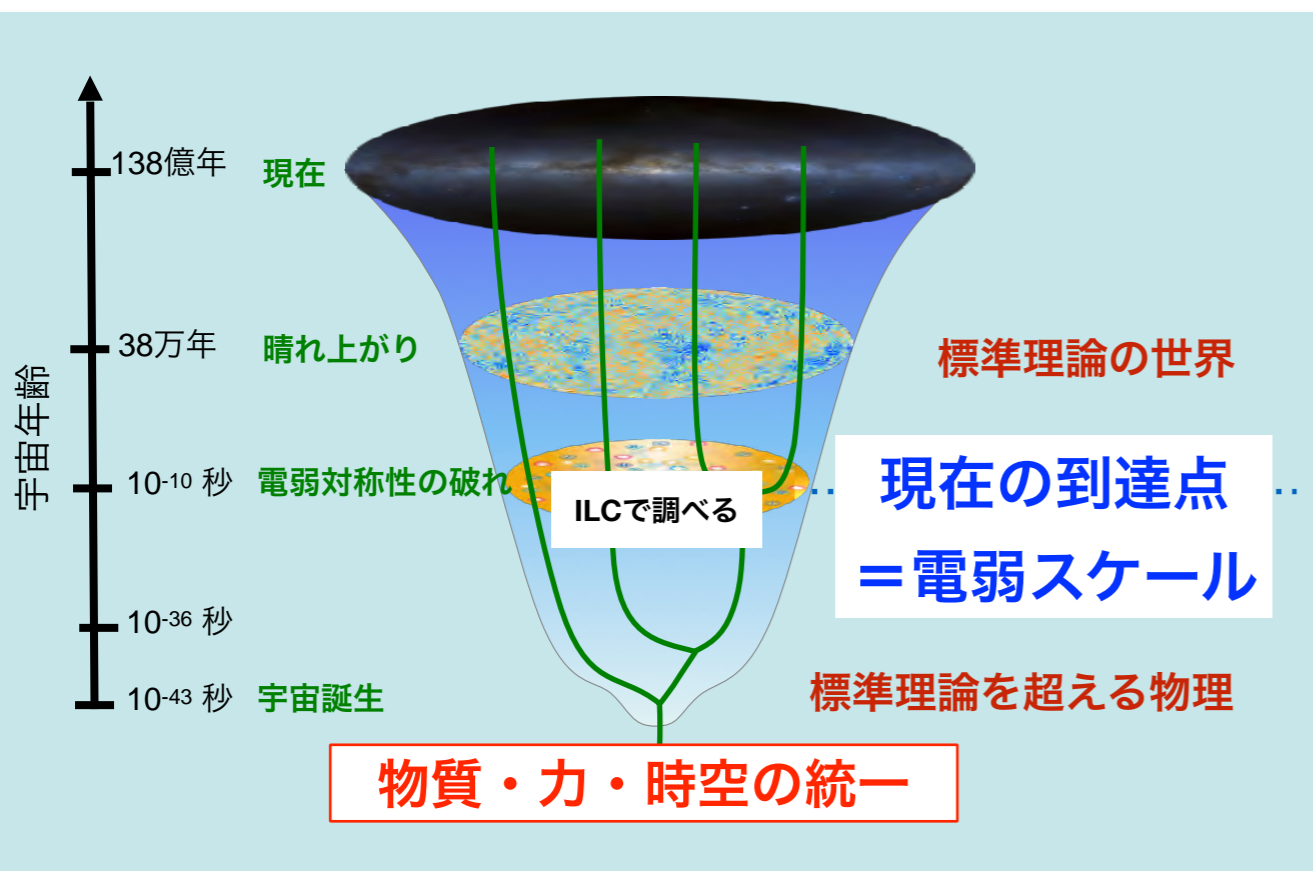 138億年
現在
38万年
晴れ上がり
標準理論の世界
宇宙年齢
10-10 秒
電弱対称性の破れ
ILCで調べる
現在の到達点
=電弱スケール
10-36 秒
10-43 秒
宇宙誕生
標準理論を超える物理
物質・力・時空の統一